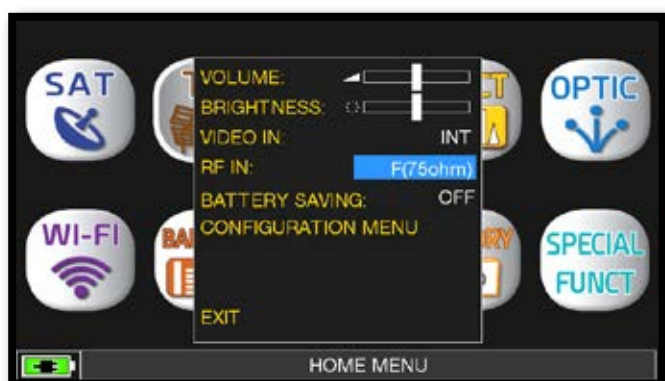 SAT
OPTIC
VOLUME:
BRIGHTNESS:
VIDEO IN: INT
RF IN: F(75ohm)
BATTERY SAVING: OFF
CONFIGURATION MENU
EXIT
WI-FI
SPECIAL
FUNCT
HOME MENU